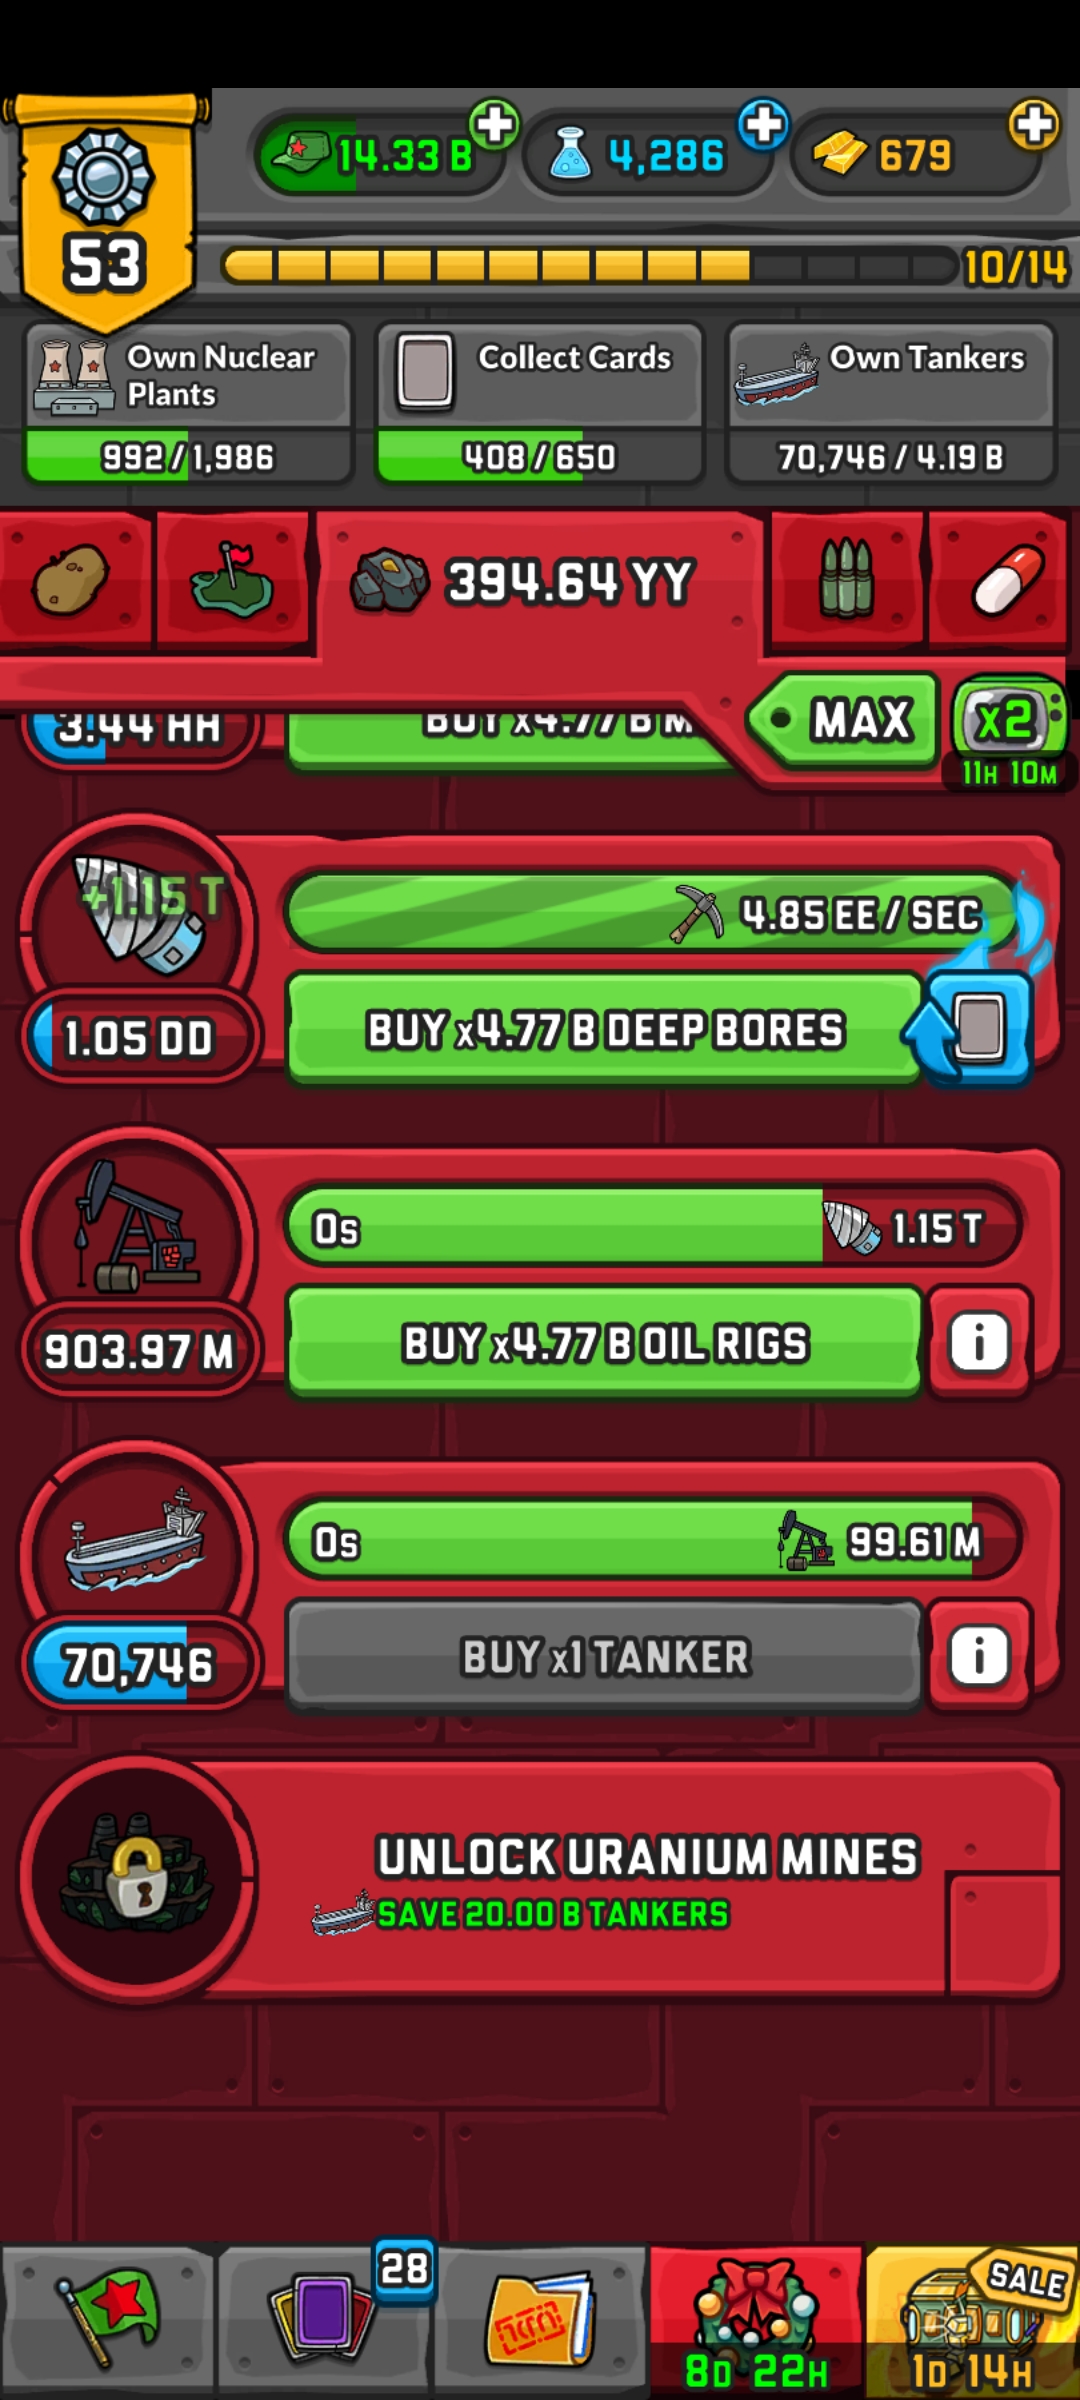 14.33 B
4,286
679
53
10/14
Own Nuclear
Plants
Collect Cards
Own Tankers
992/1,986
408/650
70,746/4.19 B
394.64 YY
MAX
x2
11H 10M
3.44 HH
BUY x4.77 B M
+1.15 T
4.85 EE/SEC
1.05 DD
BUY x4.77 B DEEP BORES
0s
1.15 T
903.97 M
BUY x4.77 B OIL RIGS
i
0s
99.61 M
70,746
BUY x1 TANKER
i
UNLOCK URANIUM MINES
SAVE 20.00 B TANKERS
28
SALE
8D 22H
1D 14H